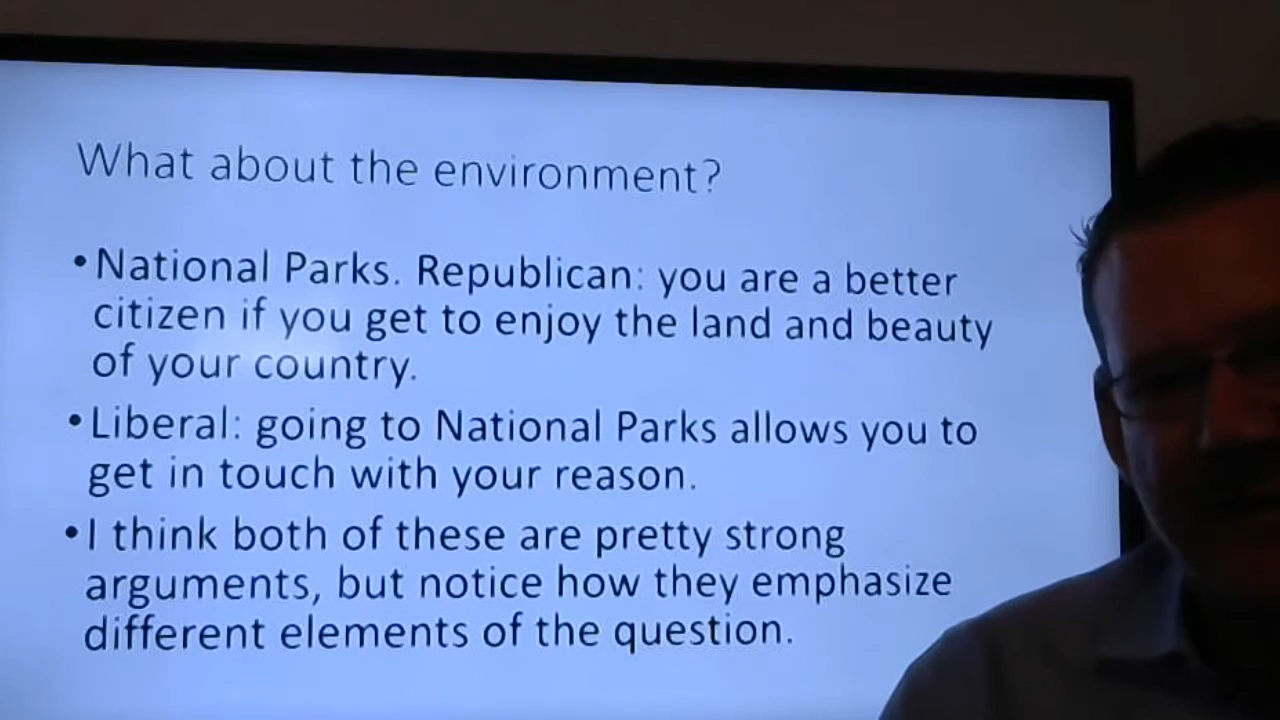 What about the environment?
•National Parks. Republican: you are a better
citizen if you get to enjoy the land and beauty
of your country.
•Liberal: going to National Parks allows you to
get in touch with your reason.
•I think both of these are pretty strong
arguments, but notice how they emphasize
different elements of the question.